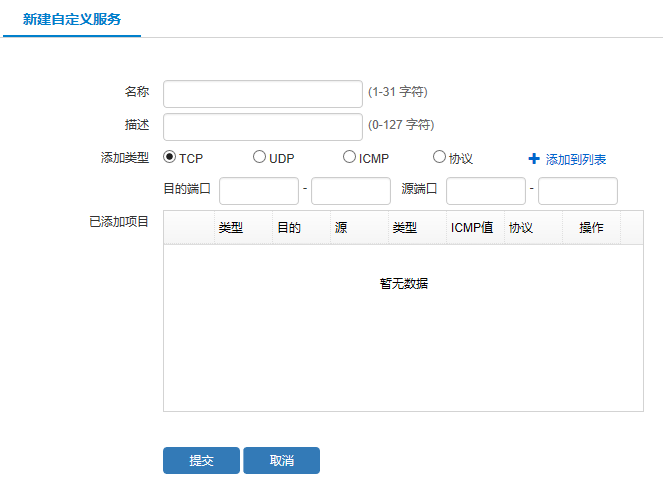 新建自定义服务
名称 (1-31 字符)
描述 (0-127 字符)
添加类型 TCP UDP ICMP 协议 添加到列表
目的端口 - 源端口 -
已添加项目 类型 目的 源 类型 ICMP值 协议 操作
暂无数据
提交 取消